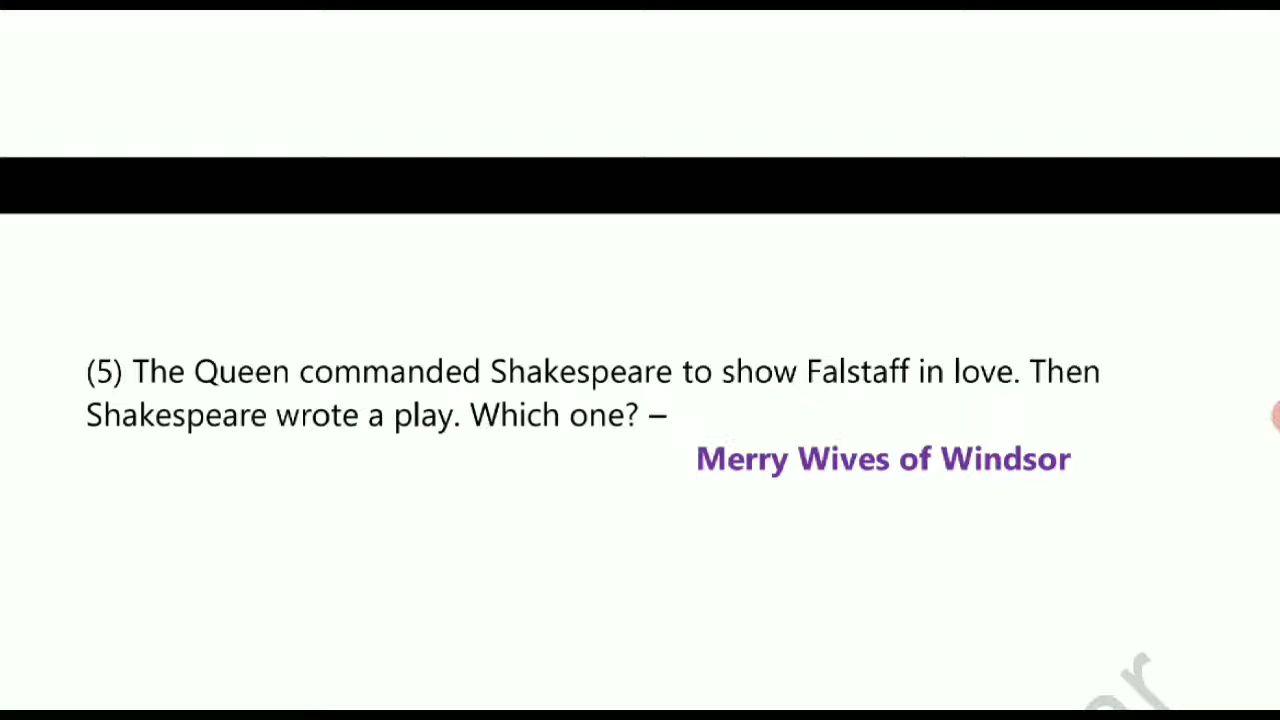 (5) The Queen commanded Shakespeare to show Falstaff in love. Then
Shakespeare wrote a play. Which one? –
Merry Wives of Windsor